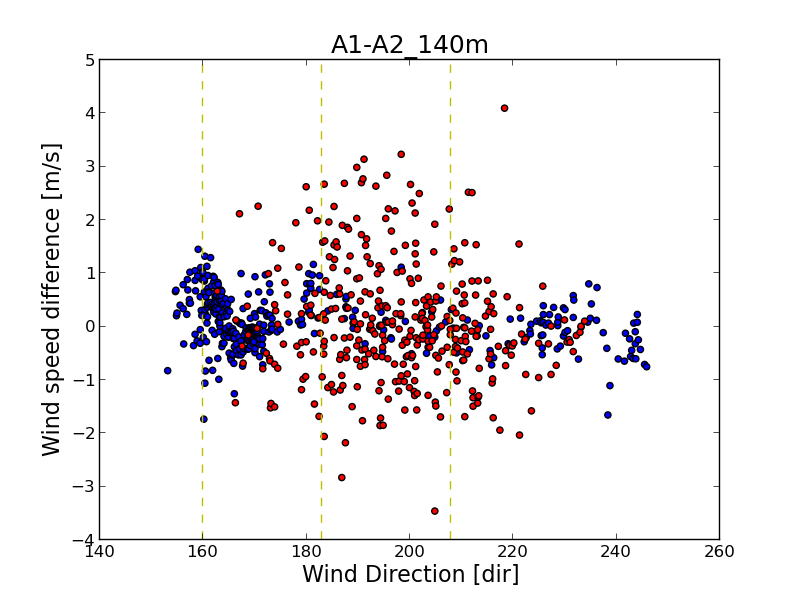 A1-A2_140m
Wind speed difference [m/s]
5
4
3
2
1
0
−1
−2
−3
−4
140 160 180 200 220 240 260
Wind Direction [dir]